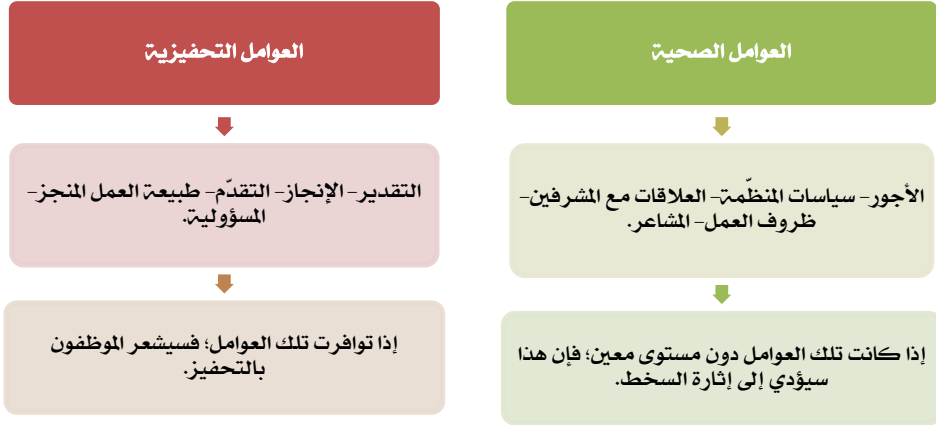 العوامل الصحية
الأجور- سياسات المنظّمة- العلاقات مع المشرفين-
ظروف العمل- المشاعر.
إذا كانت تلك العوامل دون مستوى معين؛ فإن هذا
سيؤدي إلى إثارة السخط.
العوامل التحفيزية
التقدير- الإنجاز- التقدّم- طبيعة العمل المنجز-
المسؤولية.
إذا توافرت تلك العوامل؛ فسيشعر الموظفون
بالتحفيز.